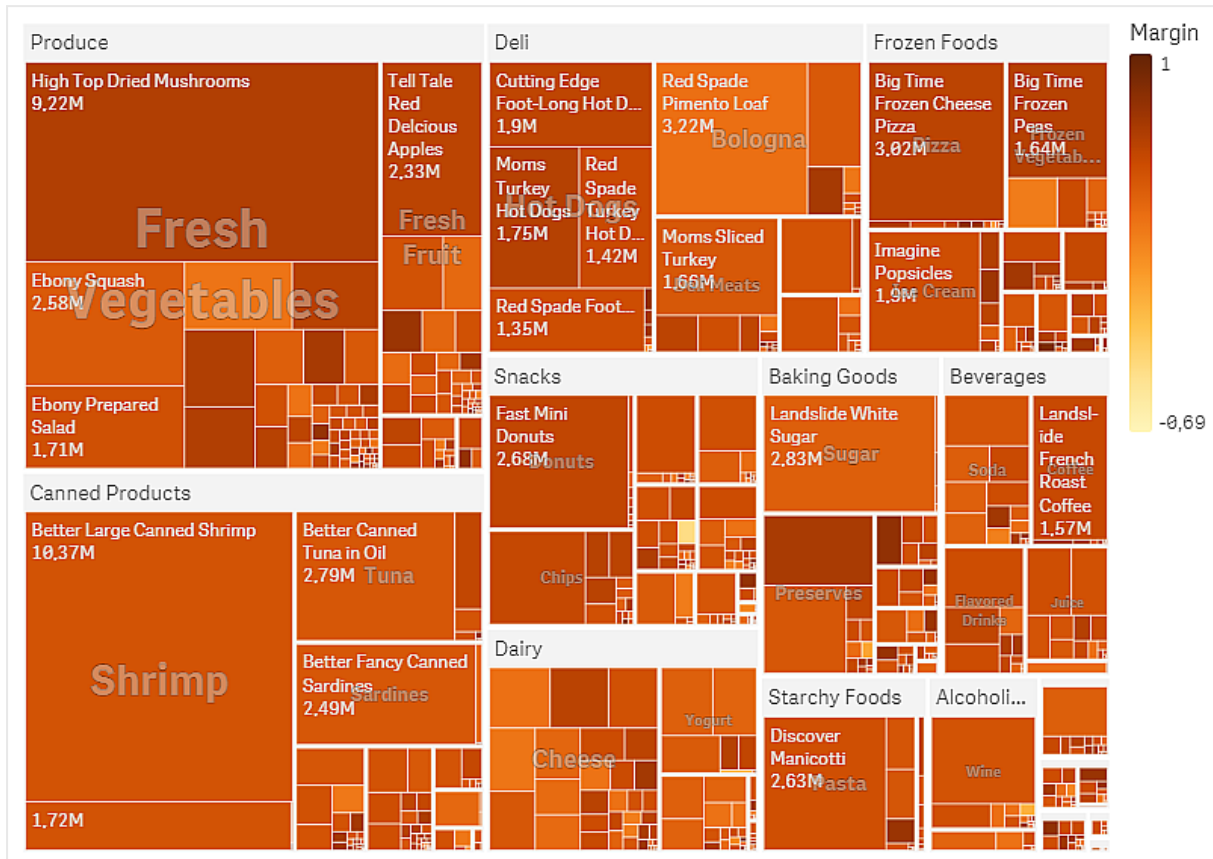 Produce
High Top Dried Mushrooms
9,22M
Tell Tale
Red
Delcious
Apples
2,33M
Fresh
Fruit
Fresh
Vegetables
Ebony Squash
2,58M
Ebony Prepared
Salad
1,71M
Canned Products
Better Large Canned Shrimp
10,37M
Shrimp
1,72M
Better Canned
Tuna in Oil
2,79M
Tuna
Better Fancy Canned
Sardines
2,49M
Sardines
Deli
Cutting Edge
Foot-Long Hot D...
1,9M
Moms
Turkey
Hot Dogs
1,75M
Red
Spade
Turkey
Hot D...
1,42M
Hot Dogs
Red Spade Foot...
1,35M
Red Spade
Pimento Loaf
3,22M
Bologna
Moms Sliced
Turkey
1,66M
Deli Meats
Frozen Foods
Big Time
Frozen Cheese
Pizza
3,02M
Pizza
Big Time
Frozen
Peas
1,64M
Frozen
Vegetab...
Imagine
Popsicles
1,9M
Ice Cream
Snacks
Fast Mini
Donuts
2,68M
Donuts
Chips
Dairy
Cheese
Yogurt
Baking Goods
Landslide White
Sugar
2,83M
Sugar
Preserves
Beverages
Soda
Landsl-
ide
French
Roast
Coffee
1,57M
Coffee
Flavored
Drinks
Juice
Starchy Foods
Discover
Manicotti
2,63M
Pasta
Alcoholi...
Wine
Margin
1
-0,69